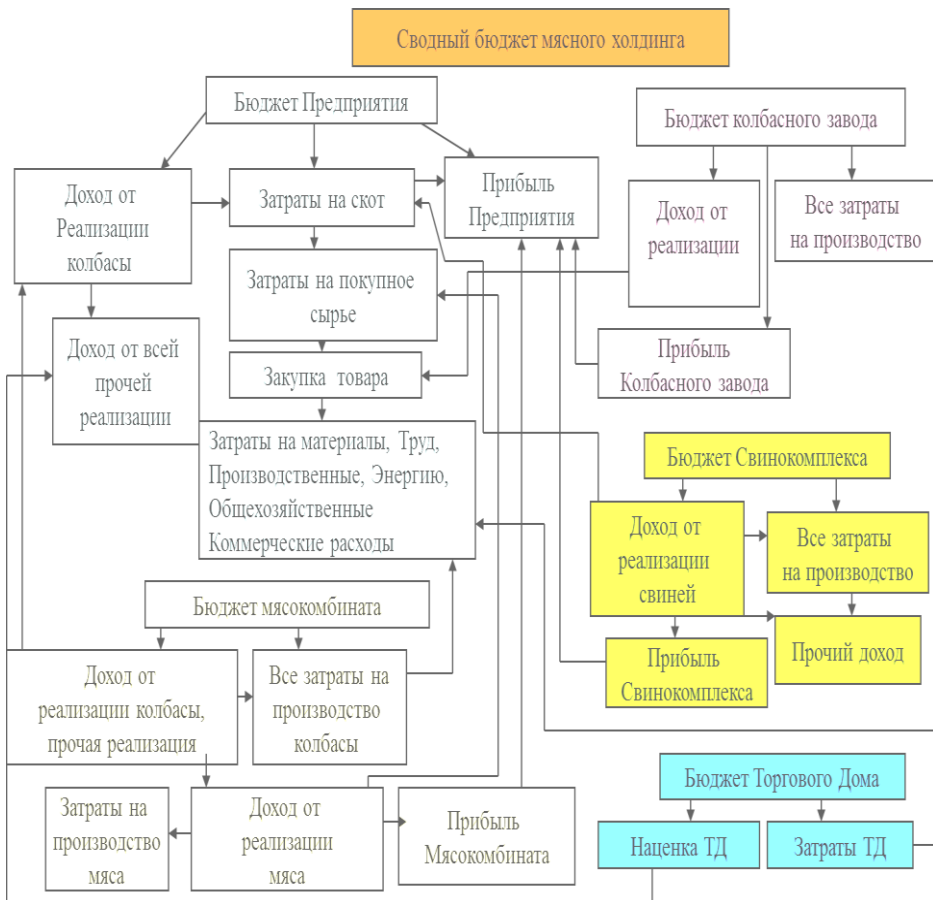 Сводный бюджет мясного холдинга
Бюджет Предприятия
Бюджет колбасного завода
Доход от
Реализации
колбасы
Затраты на скот
Прибыль
Предприятия
Доход от
реализации
Все затраты
на производство
Затраты на покупное
сырье
Доход от всей
прочей
реализации
Закупка товара
Прибыль
Колбасного завода
Затраты на материалы, Труд,
Производственные, Энергию,
Общехозяйственные
Коммерческие расходы
Бюджет Свинокомплекса
Доход от
реализации
свиней
Все затраты
на производство
Прибыль
Свинокомплекса
Прочий доход
Бюджет мясокомбината
Доход от
реализации колбасы,
прочая реализация
Все затраты на
производство
колбасы
Затраты на
производство
мяса
Доход от
реализации
мяса
Прибыль
Мясокомбината
Бюджет Торгового Дома
Наценка ТД
Затраты ТД